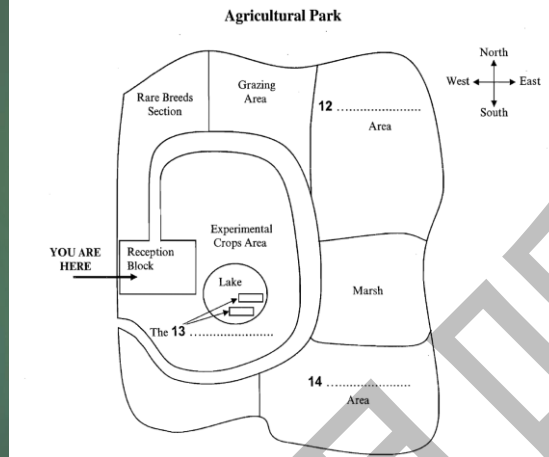 Agricultural Park
North
West
East
South
Rare Breeds
Section
Grazing
Area
12 ........................
Area
Experimental
Crops Area
YOU ARE
HERE
Reception
Block
Lake
Marsh
The 13 ........................
14 ........................
Area